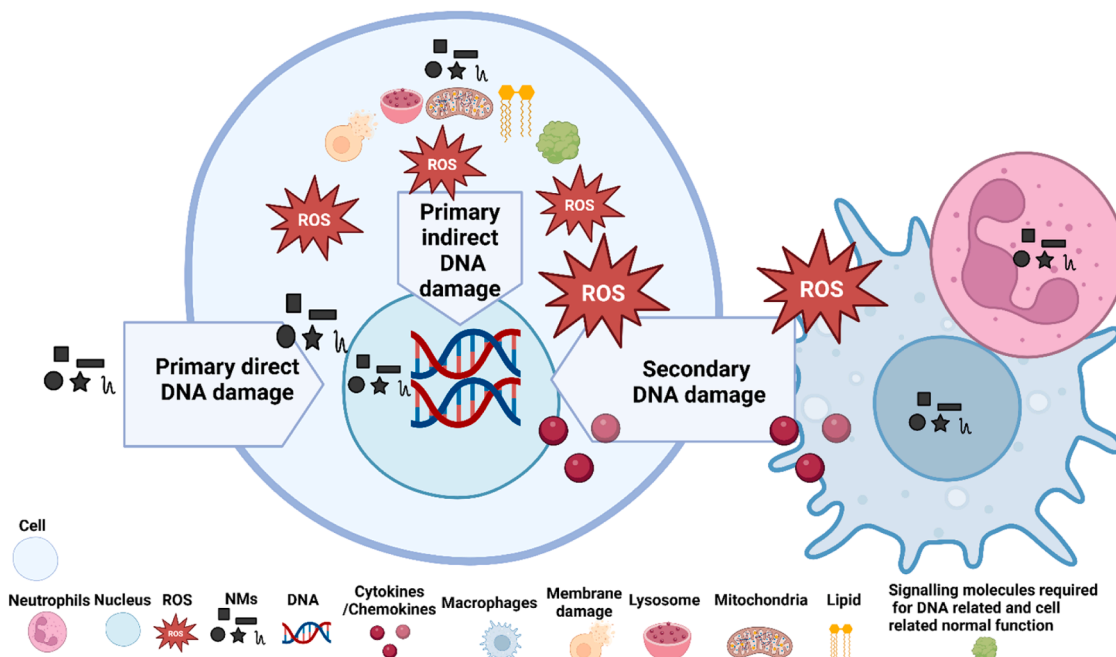 ROS
ROS
ROS
Primary
indirect
DNA
damage
ROS
ROS
Primary direct
DNA damage
Secondary
DNA damage
Cell
Neutrophils
Nucleus
ROS
ROS
NMs
DNA
Cytokines
/Chemokines
Macrophages
Membrane
damage
Lysosome
Mitochondria
Lipid
Signalling molecules required
for DNA related and cell
related normal function